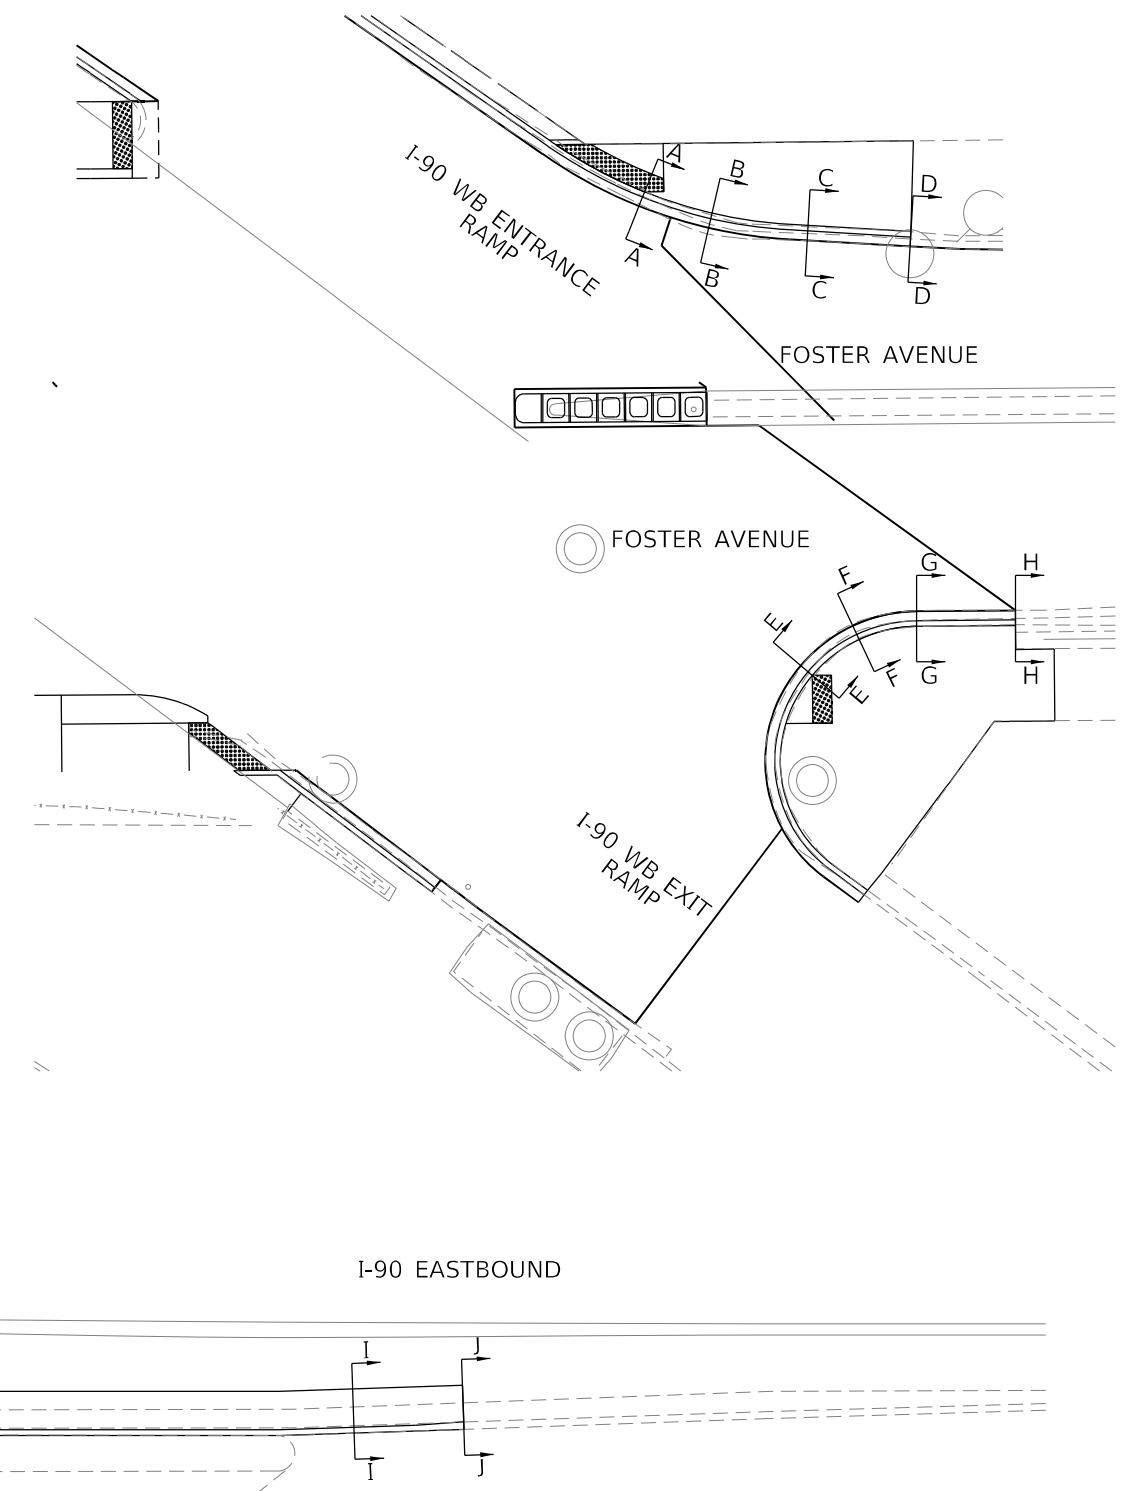 A
B
C
D
I-90 WB ENTRANCE
RAMP
A
B
C
D
FOSTER AVENUE
FOSTER AVENUE
F
G
H
E
E
F
G
H
I-90 WB EXIT
RAMP
I-90 EASTBOUND
I
J
I
J